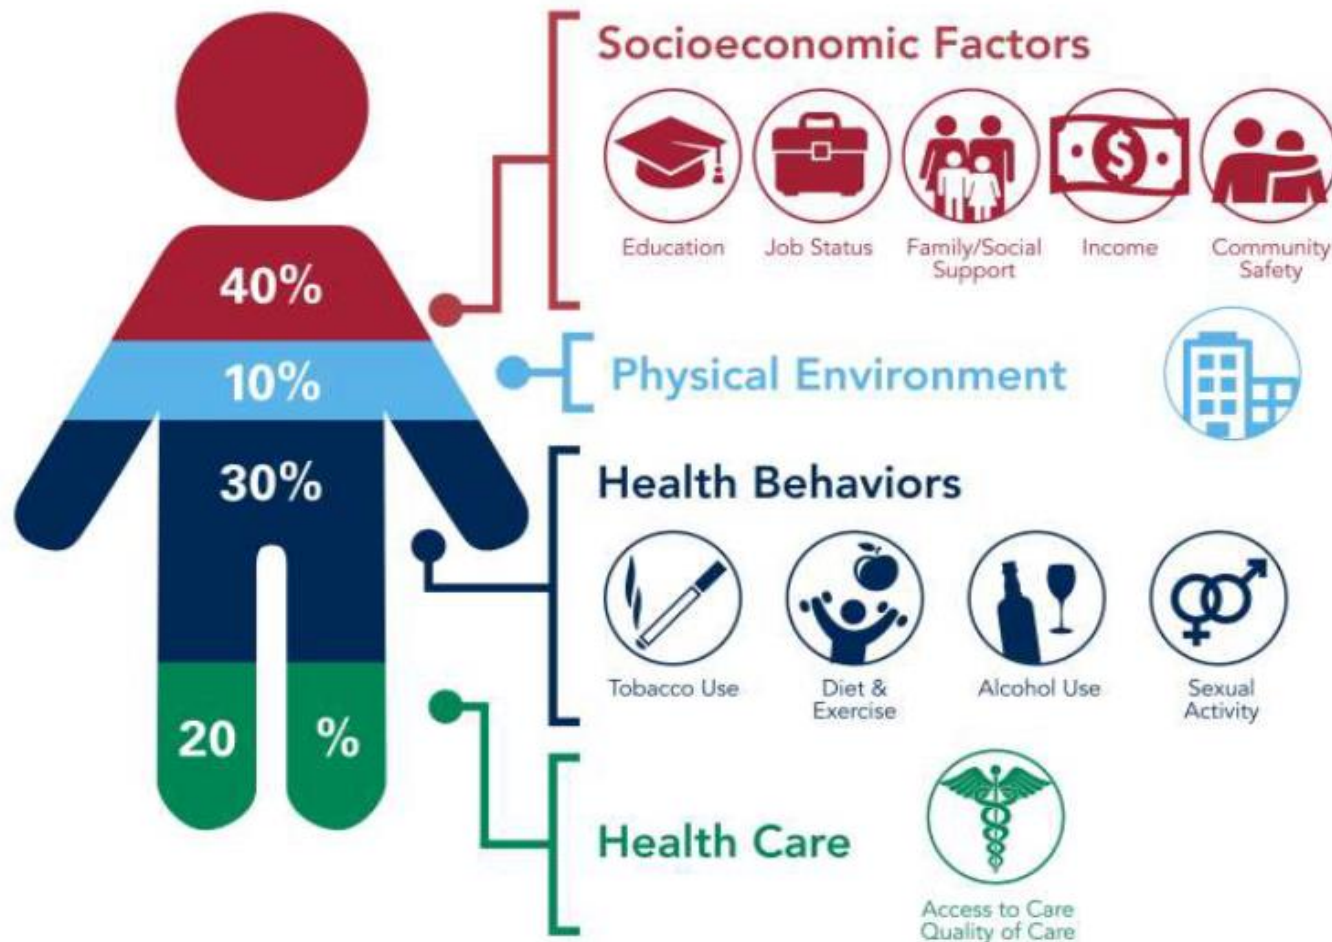 Socioeconomic Factors
$
Education
Job Status
Family/Social
Support
Income
Community
Safety
40%
10%
Physical Environment
30%
Health Behaviors
Tobacco Use
Diet &
Exercise
Alcohol Use
Sexual
Activity
20 %
Health Care
Access to Care
Quality of Care